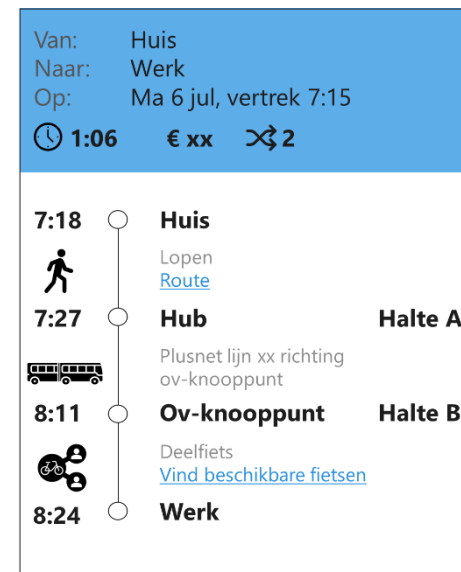 Van: Huis
Naar: Werk
Op: Ma 6 jul, vertrek 7:15
1:06 € xx 2
7:18 Huis
Lopen
Route
7:27 Hub Halte A
Plusnet lijn xx richting
ov-knooppunt
8:11 Ov-knooppunt Halte B
Deelfiets
Vind beschikbare fietsen
8:24 Werk